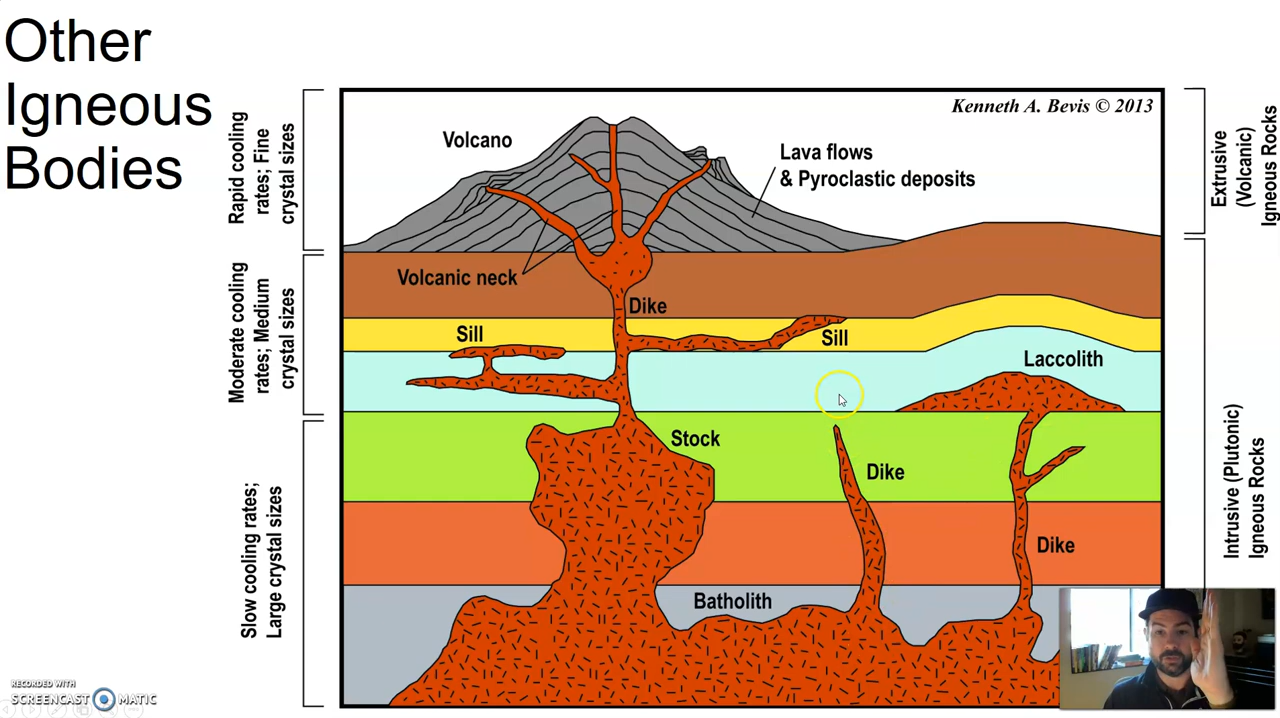 Other
Igneous
Bodies
Rapid cooling
rates; Fine
crystal sizes
Moderate cooling
rates; Medium
crystal sizes
Slow cooling rates;
Large crystal sizes
Kenneth A. Bevis © 2013
Volcano
Lava flows
& Pyroclastic deposits
Volcanic neck
Dike
Sill
Sill
Laccolith
Stock
Dike
Dike
Batholith
Extrusive
(Volcanic)
Igneous Rocks
Intrusive (Plutonic)
Igneous Rocks
RECORDED WITH
SCREENCAST MATIC